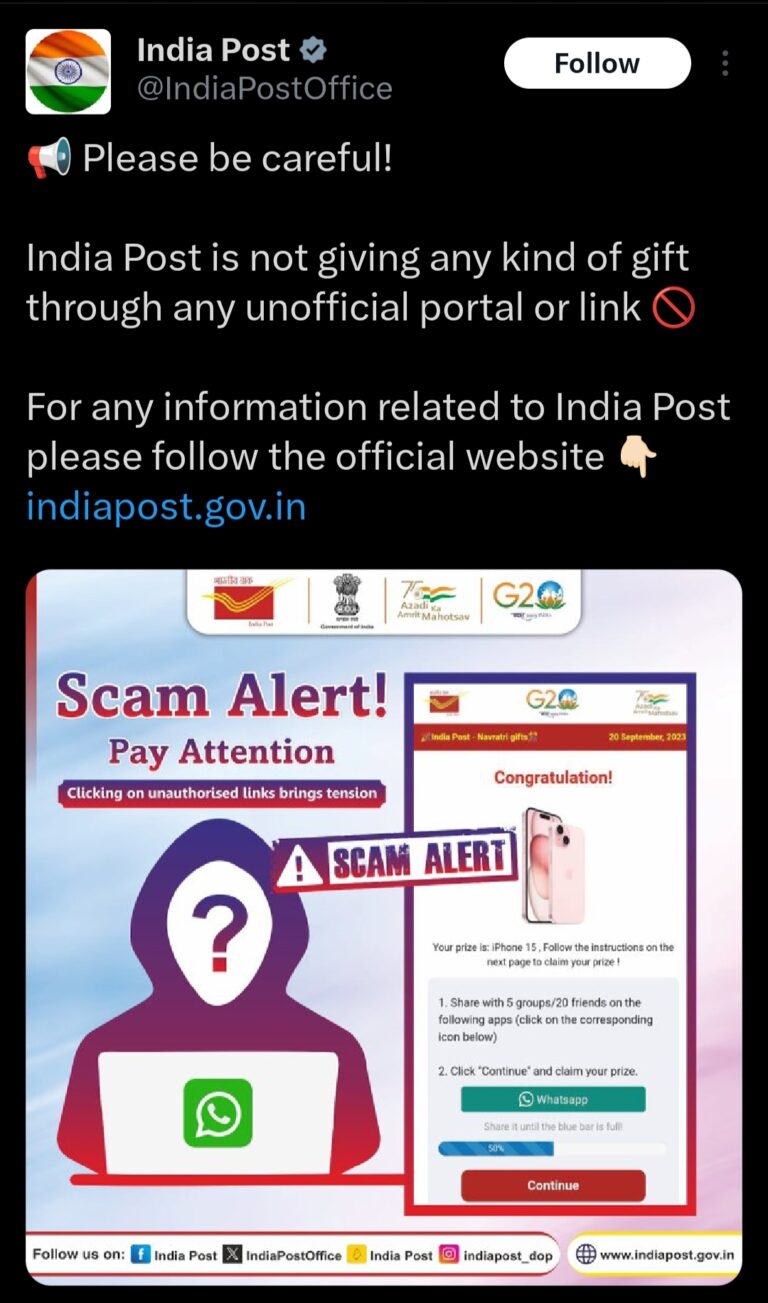 India Post
@IndiaPostOffice
Follow
📢 Please be careful!
India Post is not giving any kind of gift
through any unofficial portal or link 🚫
For any information related to India Post
please follow the official website 👇🏻
indiapost.gov.in
भारतीय डाक
India Post
Government of India
75
Azadi Ka
Amrit Mahotsav
G20
Scam Alert!
Pay Attention
Clicking on unauthorised links brings tension
?
! SCAM ALERT
G20
Azadi Ka
Amrit Mahotsav
🎉India Post - Navratri gifts🎊
20 September, 2023
Congratulation!
Your prize is: iPhone 15 , Follow the instructions on the
next page to claim your prize !
1. Share with 5 groups/20 friends on the
following apps (click on the corresponding
icon below)
2. Click "Continue" and claim your prize.
Whatsapp
Share it until the blue bar is full!
50%
Continue
Follow us on: India Post IndiaPostOffice India Post indiapost_dop
www.indiapost.gov.in